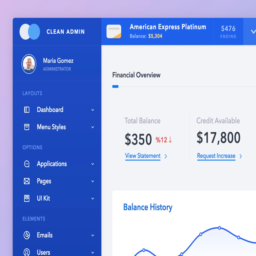 CLEAN ADMIN
American Express Platinum
Balance: $5,304
$476
Maria Gomez
ADMINISTRATOR
Financial Overview
LAYOUTS
Dashboard
Menu Styles
Total Balance
Credit Available
$350 %12↓
$17,800
View Statement >
Request Increase >
OPTIONS
Applications
Pages
UI Kit
Balance History
ELEMENTS
Emails
Users